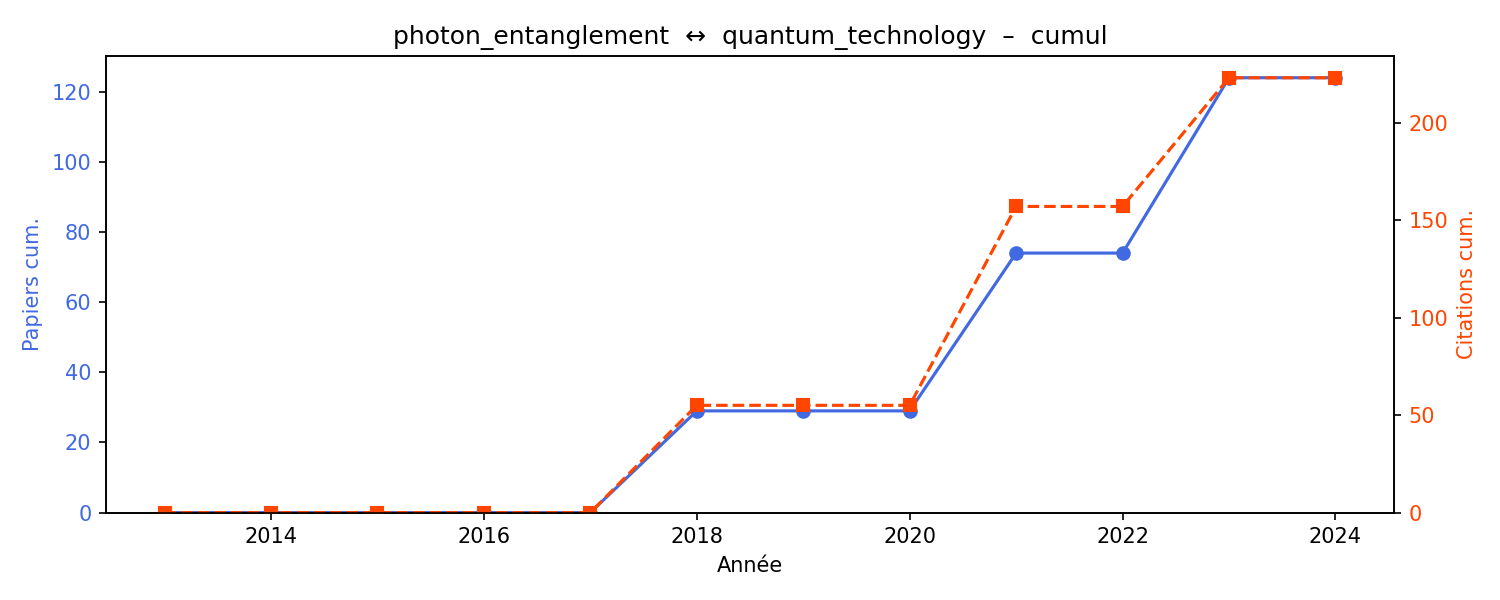 photon_entanglement ↔ quantum_technology – cumul
Papiers cum.
120
100
80
60
40
20
0
Citations cum.
200
150
100
50
0
2014 2016 2018 2020 2022 2024
Année